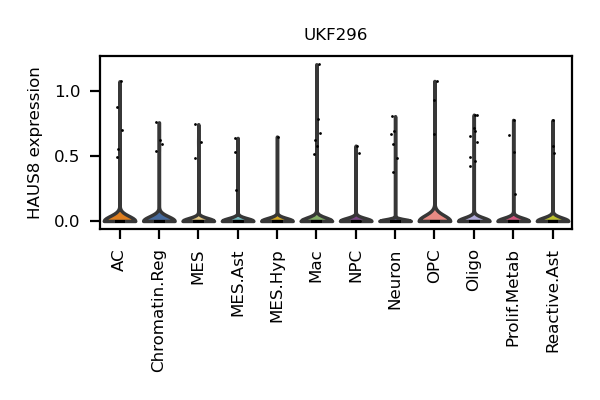 UKF296
HAUS8 expression
1.0
0.5
0.0
AC
Chromatin.Reg
MES
MES.Ast
MES.Hyp
Mac
NPC
Neuron
OPC
Oligo
Prolif.Metab
Reactive.Ast